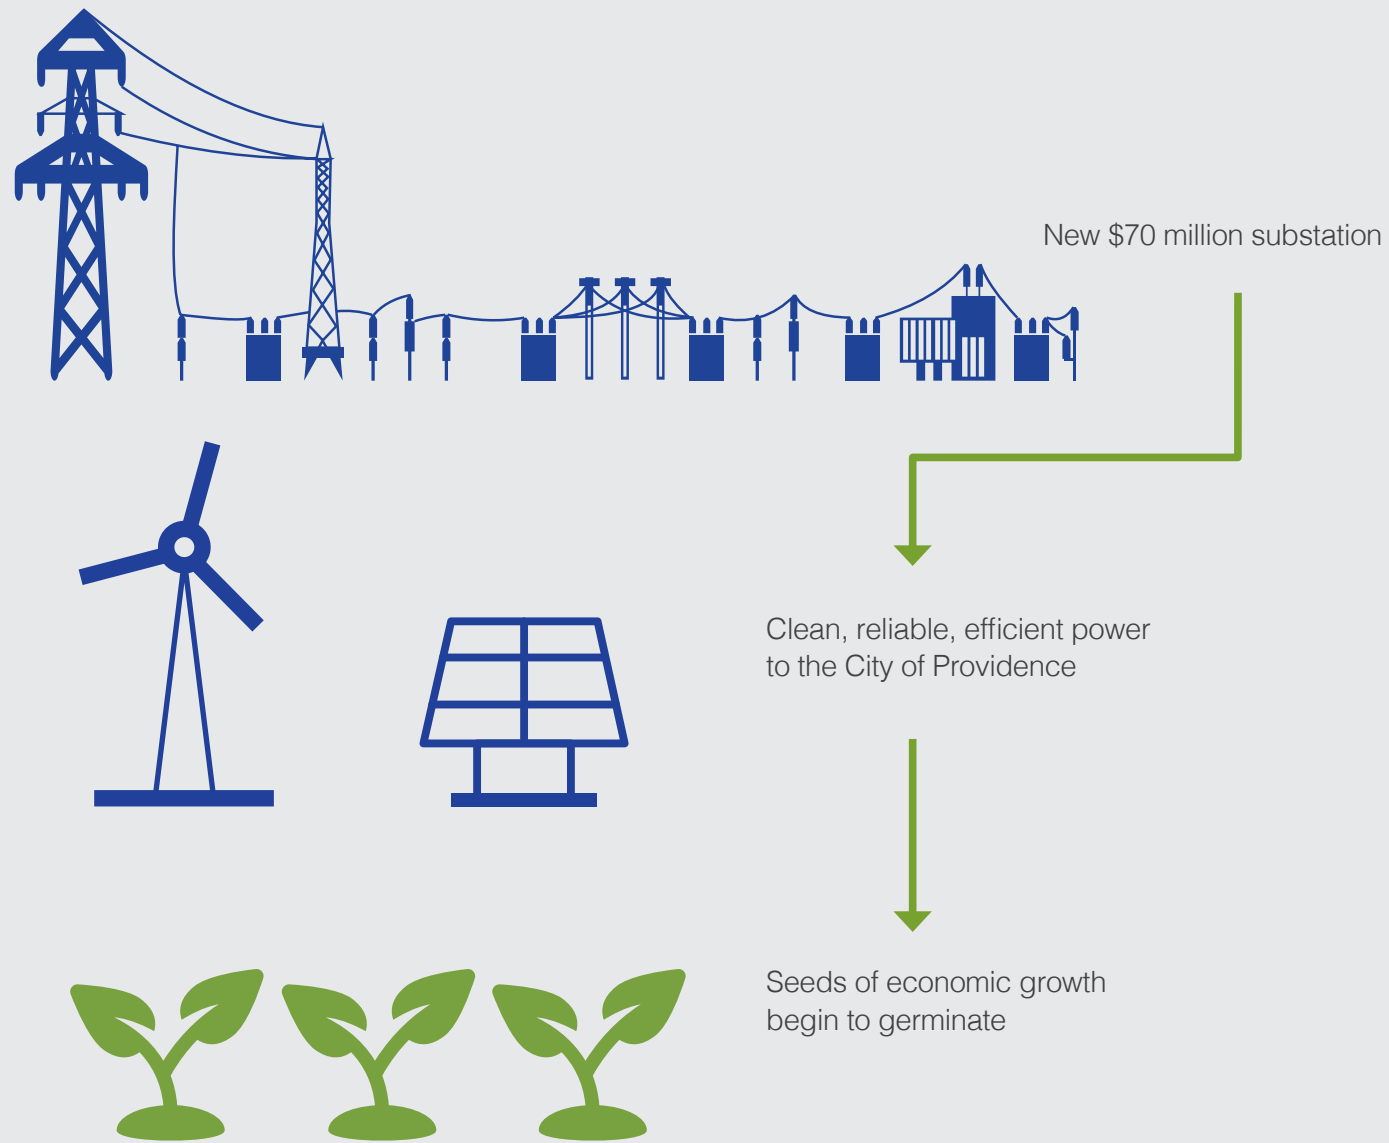 New $70 million substation
Clean, reliable, efficient power
to the City of Providence
Seeds of economic growth
begin to germinate